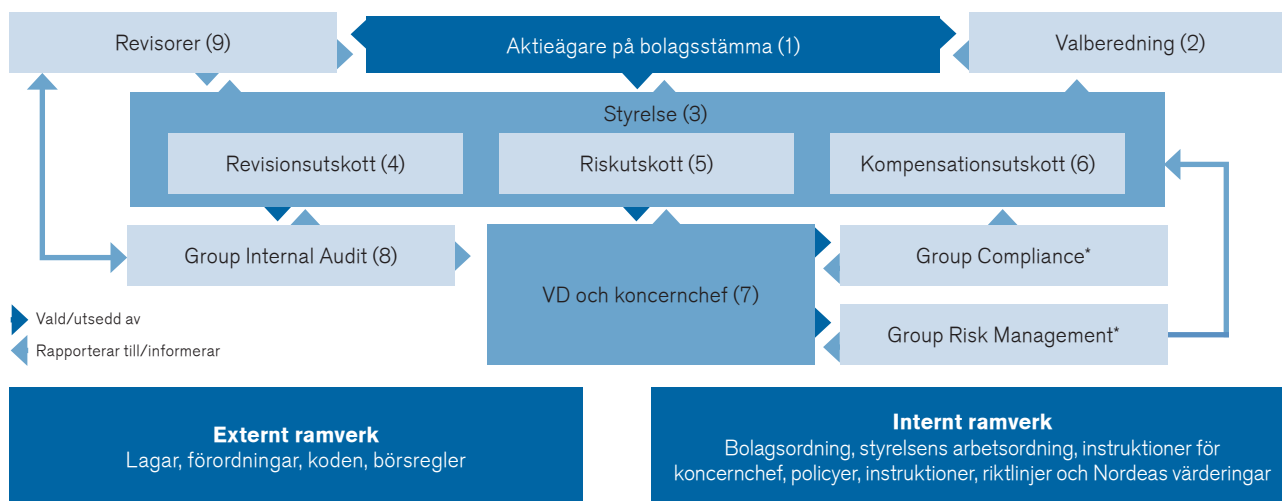 Revisorer (9)
Aktieägare på bolagsstämma (1)
Valberedning (2)
Styrelse (3)
Revisionsutskott (4)
Riskutskott (5)
Kompensationsutskott (6)
Group Internal Audit (8)
VD och koncernchef (7)
Group Compliance*
Group Risk Management*
Vald/utsedd av
Rapporterar till/informerar
Externt ramverk
Lagar, förordningar, koden, börsregler
Internt ramverk
Bolagsordning, styrelsens arbetsordning, instruktioner för
koncernchef, policyer, instruktioner, riktlinjer och Nordeas värderingar